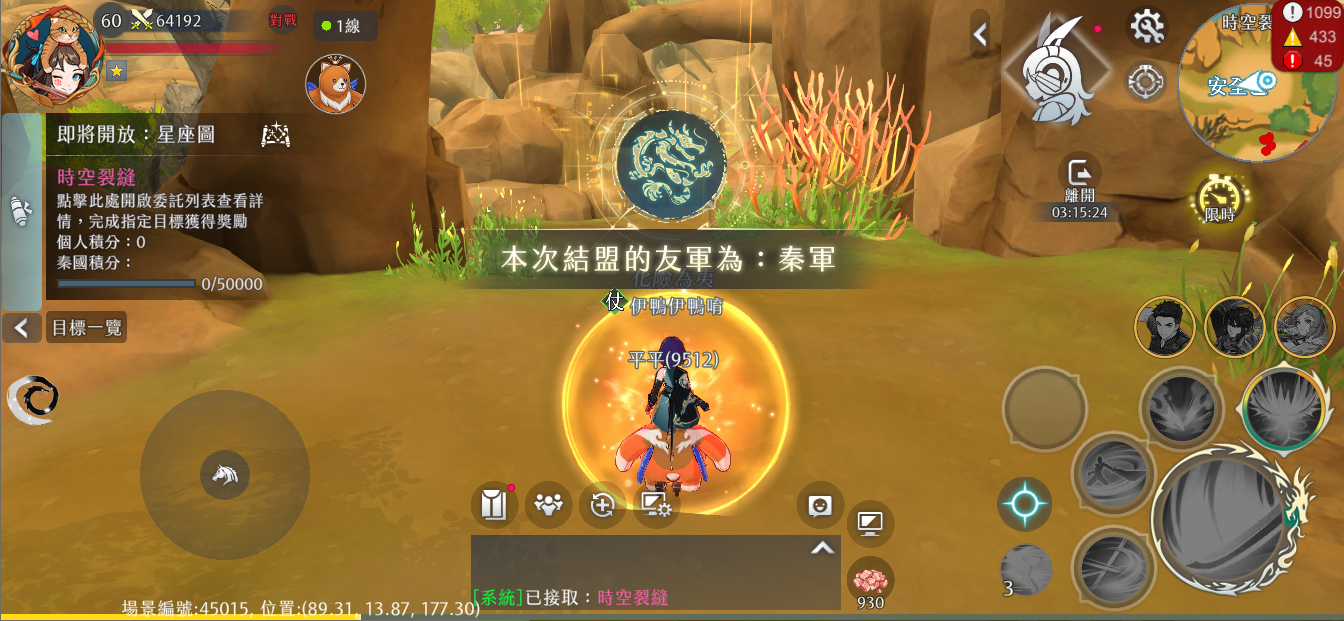 60
64192
對戰
1線
時空裂
1099
433
45
安全
即將開放：星座圖
時空裂縫
點擊此處開啟委託列表查看詳
情，完成指定目標獲得獎勵
個人積分：0
秦國積分：
0/50000
目標一覽
離開
03:15:24
限時
本次結盟的友軍為：秦軍
化險為夷
仗
伊鴨伊鴨唷
平平(9512)
[系統]已接取：時空裂縫
930
3
場景編號:45015, 位置:(89.31, 13.87, 177.30)